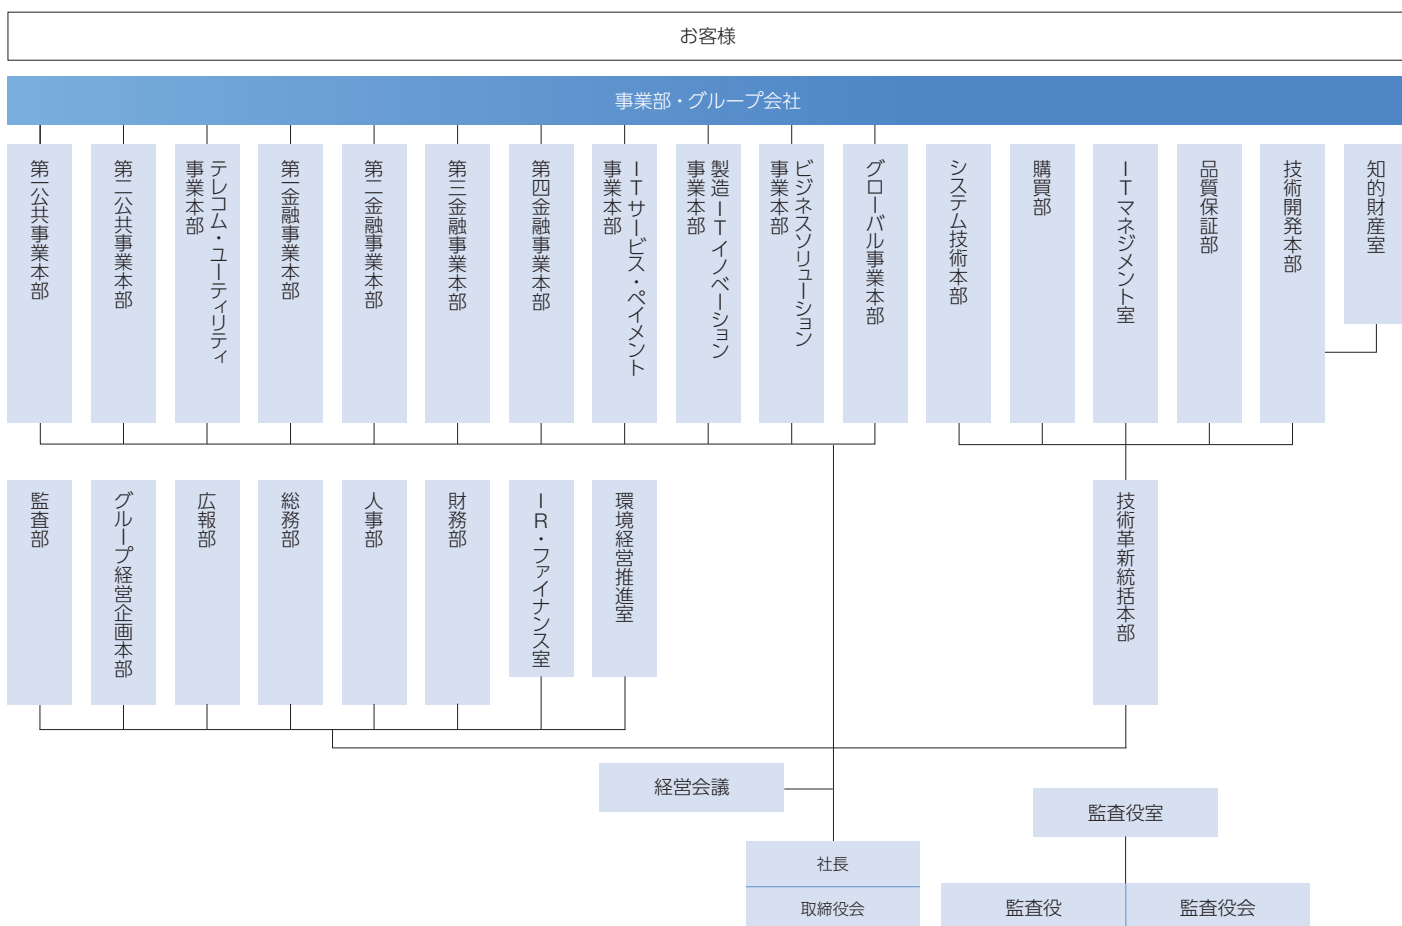 お客様
事業部・グループ会社
第一公共事業本部
第二公共事業本部
テレコム・ユーティリティ
事業本部
第一金融事業本部
第二金融事業本部
第三金融事業本部
第四金融事業本部
ITサービス・ペイメント
事業本部
製造ITイノベーション
事業本部
ビジネスソリューション
事業本部
グローバル事業本部
システム技術本部
購買部
ITマネジメント室
品質保証部
技術開発本部
知的財産室
監査部
グループ経営企画本部
広報部
総務部
人事部
財務部
IR・ファイナンス室
環境経営推進室
技術革新統括本部
経営会議
監査役室
社長
取締役会
監査役
監査役会